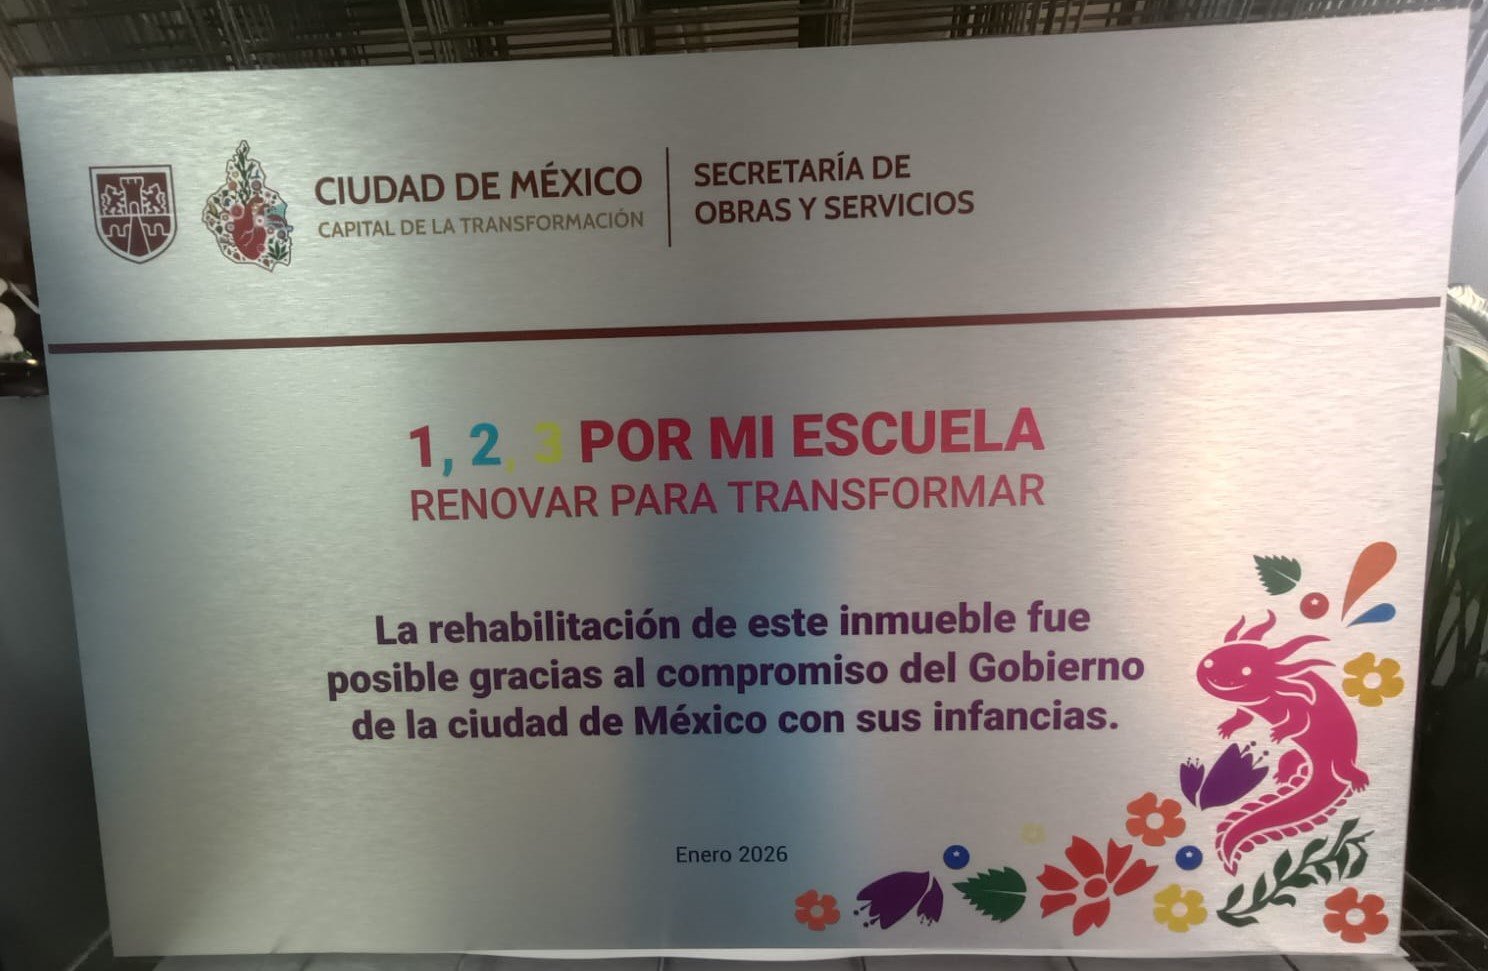 CIUDAD DE MÉXICO
CAPITAL DE LA TRANSFORMACIÓN
SECRETARÍA DE
OBRAS Y SERVICIOS
1, 2, 3 POR MI ESCUELA
RENOVAR PARA TRANSFORMAR
La rehabilitación de este inmueble fue
posible gracias al compromiso del Gobierno
de la ciudad de México con sus infancias.
Enero 2026